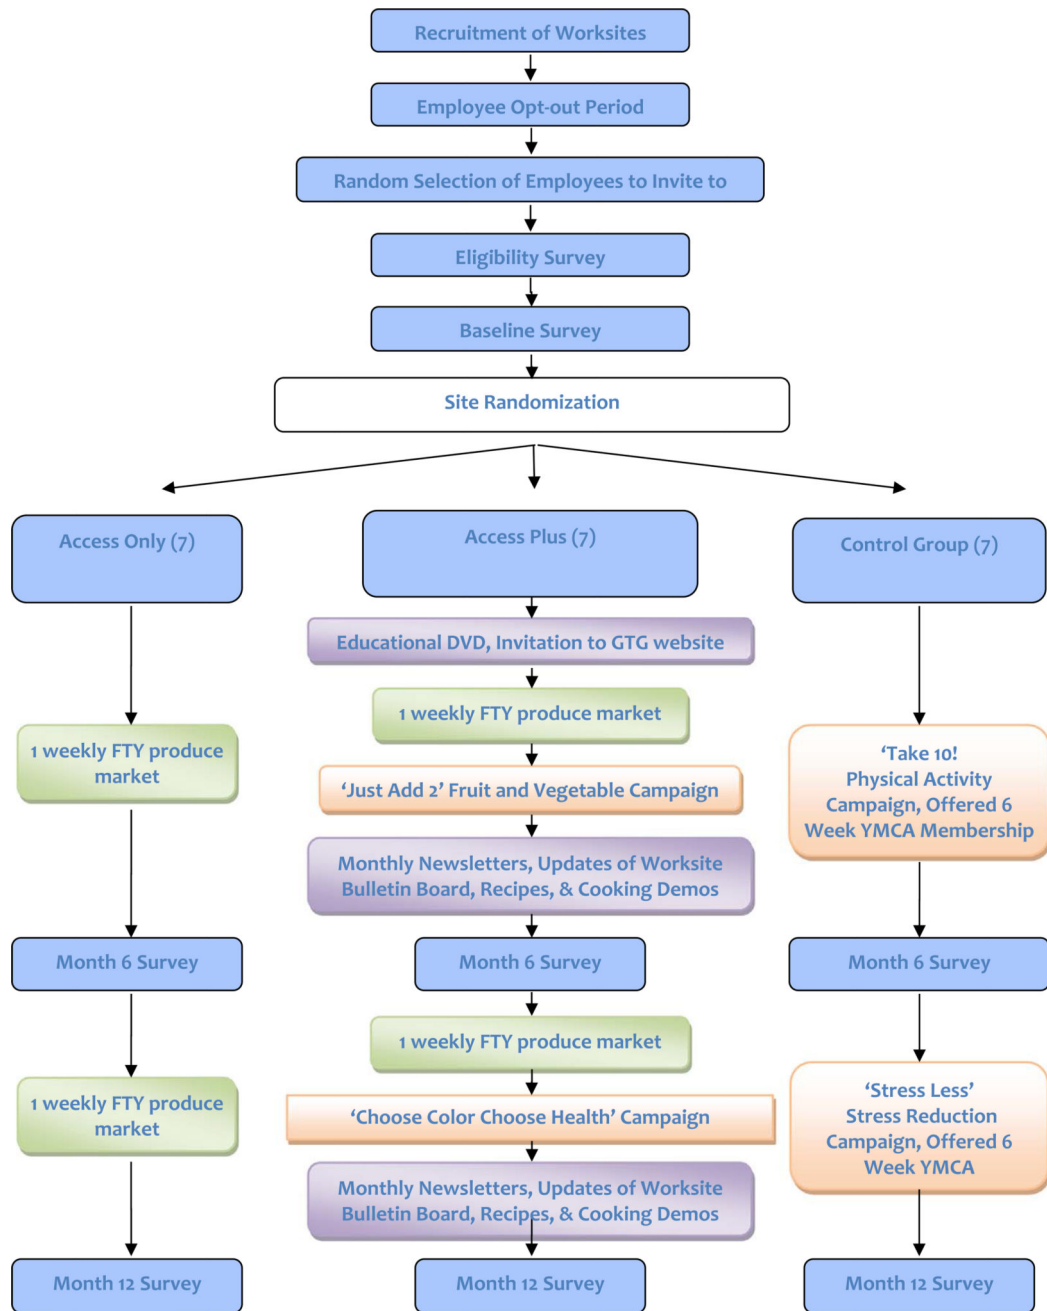 Recruitment of Worksites
Employee Opt-out Period
Random Selection of Employees to Invite to
Eligibility Survey
Baseline Survey
Site Randomization
Access Only (7)
1 weekly FTY produce
market
Month 6 Survey
1 weekly FTY produce
market
Month 12 Survey
Access Plus (7)
Educational DVD, Invitation to GTG website
1 weekly FTY produce market
‘Just Add 2’ Fruit and Vegetable Campaign
Monthly Newsletters, Updates of Worksite
Bulletin Board, Recipes, & Cooking Demos
Month 6 Survey
1 weekly FTY produce market
‘Choose Color Choose Health’ Campaign
Monthly Newsletters, Updates of Worksite
Bulletin Board, Recipes, & Cooking Demos
Month 12 Survey
Control Group (7)
‘Take 10!
Physical Activity
Campaign, Offered 6
Week YMCA Membership
Month 6 Survey
‘Stress Less’
Stress Reduction
Campaign, Offered 6
Week YMCA
Month 12 Survey